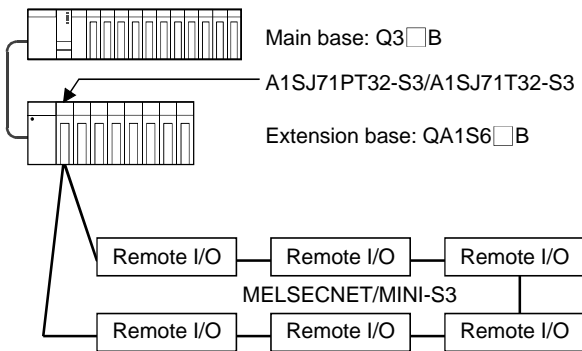 Main base: Q3□B
A1SJ71PT32-S3/A1SJ71T32-S3
Extension base: QA1S6□B
Remote I/O Remote I/O Remote I/O
MELSECNET/MINI-S3
Remote I/O Remote I/O Remote I/O